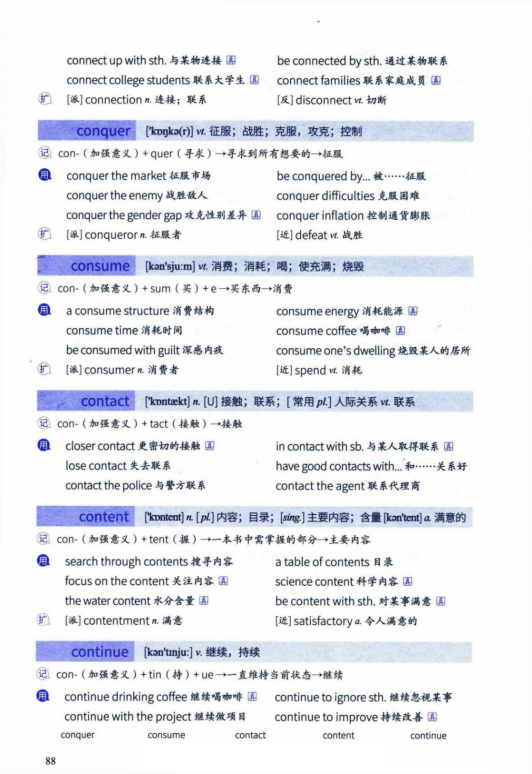 connect up with sth. 与某物连接 真 be connected by sth. 通过某物联系
connect college students 联系大学生 真 connect families 联系家庭成员 真
扩 [派] connection n. 连接；联系 [反] disconnect vt. 切断
conquer ['kɒŋkə(r)] vt. 征服；战胜；克服，攻克；控制
记 con-（加强意义）+ quer（寻求）→寻求到所有想要的→征服
用 conquer the market 征服市场 be conquered by... 被……征服
conquer the enemy 战胜敌人 conquer difficulties 克服困难
conquer the gender gap 攻克性别差异 真 conquer inflation 控制通货膨胀
扩 [派] conqueror n. 征服者 [近] defeat vt. 战胜
consume [kən'sjuːm] vt. 消费；消耗；喝；使充满；烧毁
记 con-（加强意义）+ sum（买）+ e→买东西→消费
用 a consume structure 消费结构 consume energy 消耗能源 真
consume time 消耗时间 consume coffee 喝咖啡 真
be consumed with guilt 深感内疚 consume one's dwelling 烧毁某人的居所
扩 [派] consumer n. 消费者 [近] spend vt. 消耗
contact ['kɒntækt] n. [U] 接触；联系；[常用 pl.] 人际关系 vt. 联系
记 con-（加强意义）+ tact（接触）→接触
用 closer contact 更密切的接触 真 in contact with sb. 与某人取得联系 真
lose contact 失去联系 have good contacts with... 和……关系好
contact the police 与警方联系 contact the agent 联系代理商
content ['kɒntent] n. [pl.] 内容；目录；[sing.] 主要内容；含量 [kən'tent] a. 满意的
记 con-（加强意义）+ tent（握）→一本书中需掌握的部分→主要内容
用 search through contents 搜寻内容 a table of contents 目录
focus on the content 关注内容 真 science content 科学内容 真
the water content 水分含量 真 be content with sth. 对某事满意 真
扩 [派] contentment n. 满意 [近] satisfactory a. 令人满意的
continue [kən'tɪnjuː] v. 继续，持续
记 con-（加强意义）+ tin（持）+ ue→一直维持当前状态→继续
用 continue drinking coffee 继续喝咖啡 真 continue to ignore sth. 继续忽视某事
continue with the project 继续做项目 continue to improve 持续改善 真
conquer consume contact content continue
88